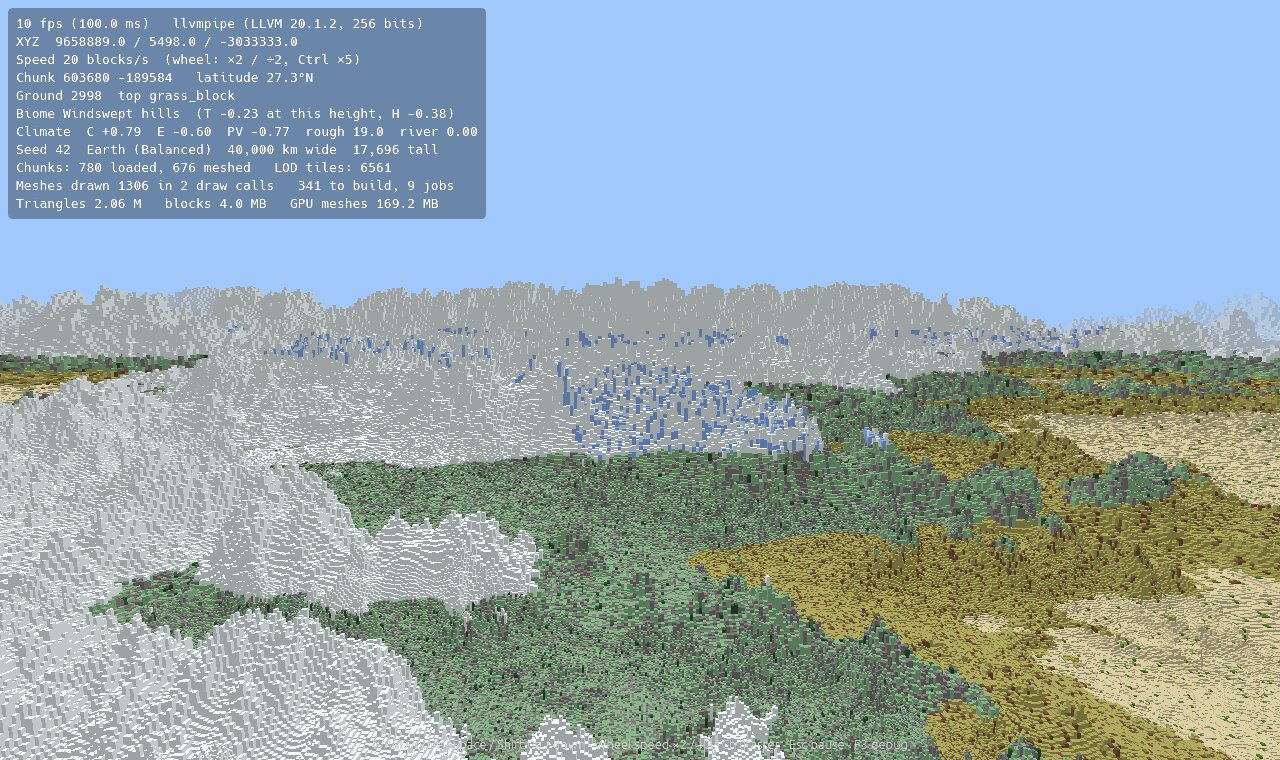 10 fps (100.0 ms)   llvmpipe (LLVM 20.1.2, 256 bits)
XYZ  9658889.0 / 5498.0 / -3033333.0
Speed 20 blocks/s  (wheel: ×2 / ÷2, Ctrl ×5)
Chunk 603680 -189584   latitude 27.3°N
Ground 2998  top grass_block
Biome Windswept hills  (T -0.23 at this height, H -0.38)
Climate  C +0.79  E -0.60  PV -0.77  rough 19.0  river 0.00
Seed 42  Earth (Balanced)  40,000 km wide  17,696 tall
Chunks: 780 loaded, 676 meshed   LOD tiles: 6561
Meshes drawn 1306 in 2 draw calls   341 to build, 9 jobs
Triangles 2.06 M   blocks 4.0 MB   GPU meshes 169.2 MB
Esc pause · F3 debug